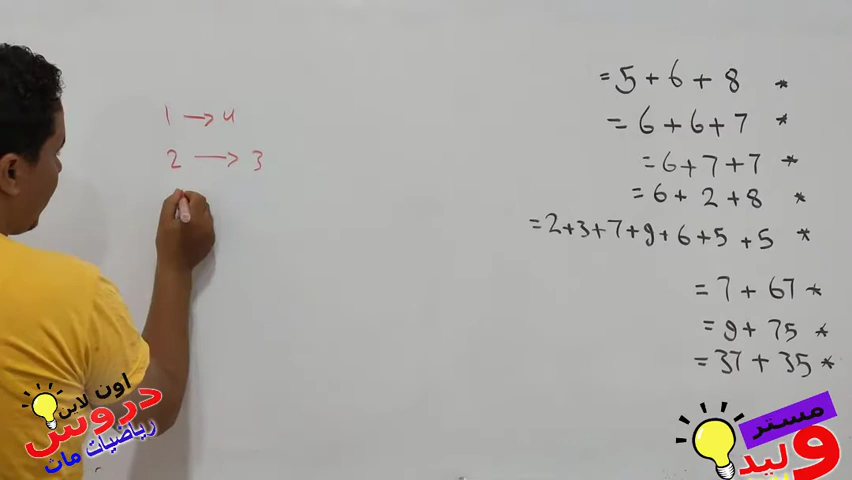 1 → 4
2 → 3
= 5 + 6 + 8 *
= 6 + 6 + 7 *
= 6 + 7 + 7 *
= 6 + 2 + 8 *
= 2 + 3 + 7 + 9 + 6 + 5 + 5 *
= 7 + 67 *
= 9 + 75 *
= 37 + 35 *
اون لاين
دروس
رياضيات ماث
مستر
وليد